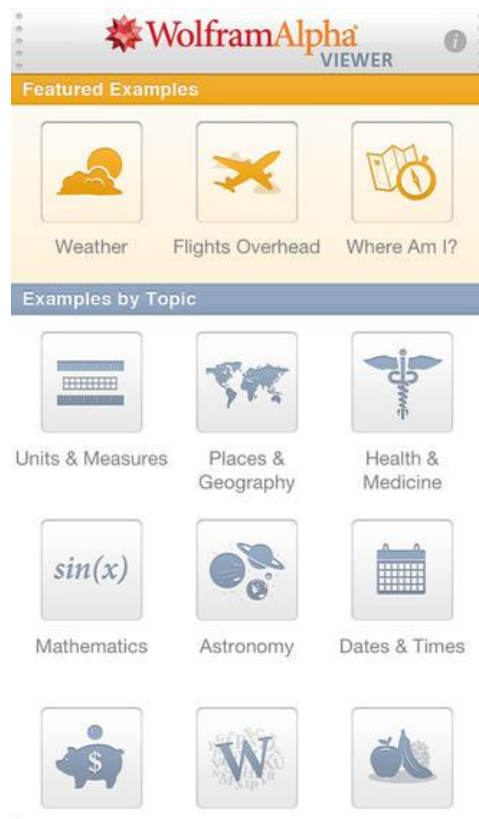 WolframAlpha
VIEWER
i
Featured Examples
Weather
Flights Overhead
Where Am I?
Examples by Topic
Units & Measures
Places &
Geography
Health &
Medicine
sin(x)
Mathematics
Astronomy
Dates & Times
$
W